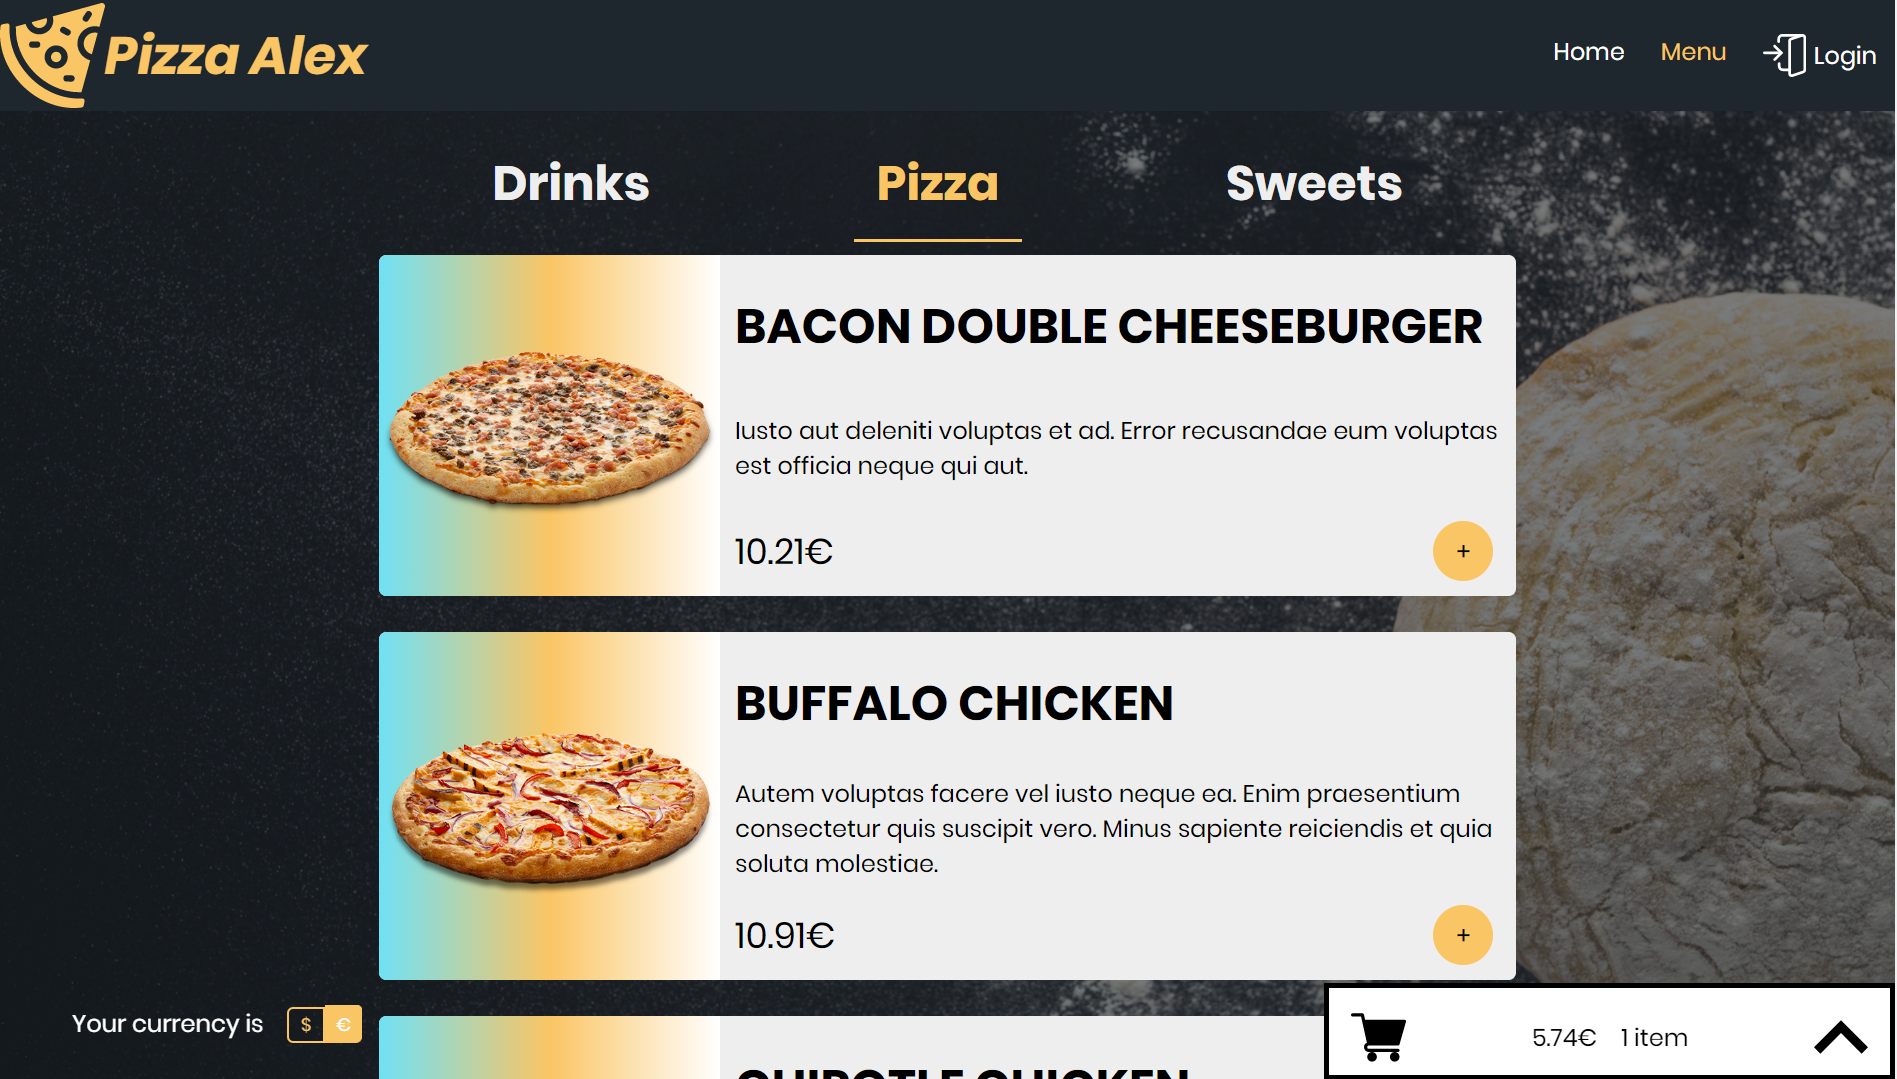 Pizza Alex
Home Menu Login
Drinks Pizza Sweets
BACON DOUBLE CHEESEBURGER
Iusto aut deleniti voluptas et ad. Error recusandae eum voluptas
est officia neque qui aut.
10.21€
+
BUFFALO CHICKEN
Autem voluptas facere vel iusto neque ea. Enim praesentium
consectetur quis suscipit vero. Minus sapiente reiciendis et quia
soluta molestiae.
10.91€
+
CHIPOTLE CHICKEN
Your currency is $ €
5.74€ 1 item